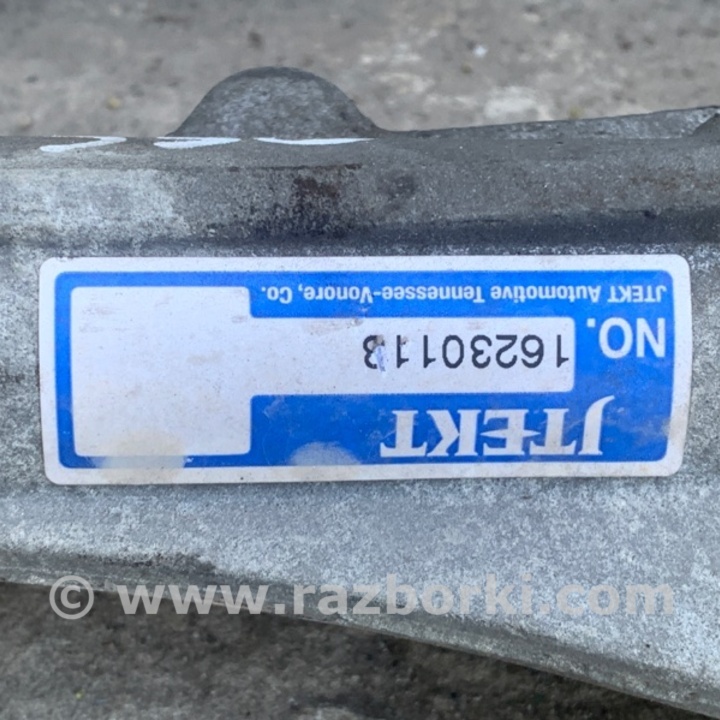 JTEKT
NO. 16230113
JTEKT Automotive Tennessee-Vonore, Co.
© www.razborki.com